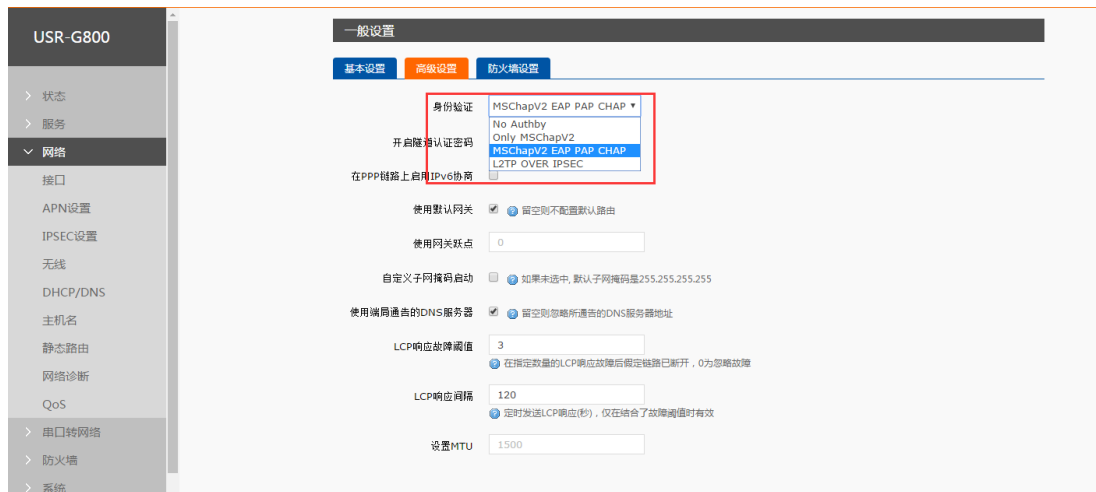 USR-G800
状态
服务
网络
接口
APN设置
IPSEC设置
无线
DHCP/DNS
主机名
静态路由
网络诊断
QoS
串口转网络
防火墙
系统
一般设置
基本设置 高级设置 防火墙设置
身份验证 MSChapV2 EAP PAP CHAP
No Authby
Only MSChapV2
MSChapV2 EAP PAP CHAP
L2TP OVER IPSEC
开启隧道认证密码
在PPP链路上启用IPv6协商
使用默认网关 留空则不配置默认路由
使用网关跃点 0
自定义子网掩码启动 如果未选中, 默认子网掩码是255.255.255.255
使用端局通告的DNS服务器 留空则忽略所通告的DNS服务器地址
LCP响应故障阈值 3
在指定数量的LCP响应故障后假定链路已断开，0为忽略故障
LCP响应间隔 120
定时发送LCP响应(秒)，仅在结合了故障阈值时有效
设置MTU 1500